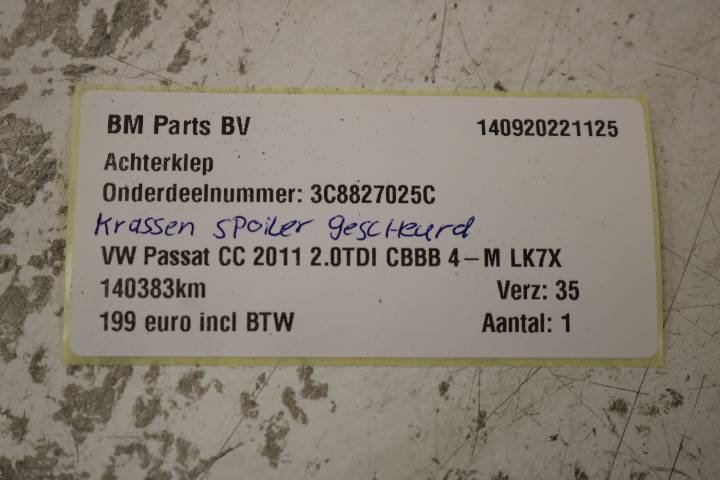 BM Parts BV 140920221125
Achterklep
Onderdeelnummer: 3C8827025C
Krassen spoiler gescheurd
VW Passat CC 2011 2.0TDI CBBB 4-M LK7X
140383km Verz: 35
199 euro incl BTW Aantal: 1